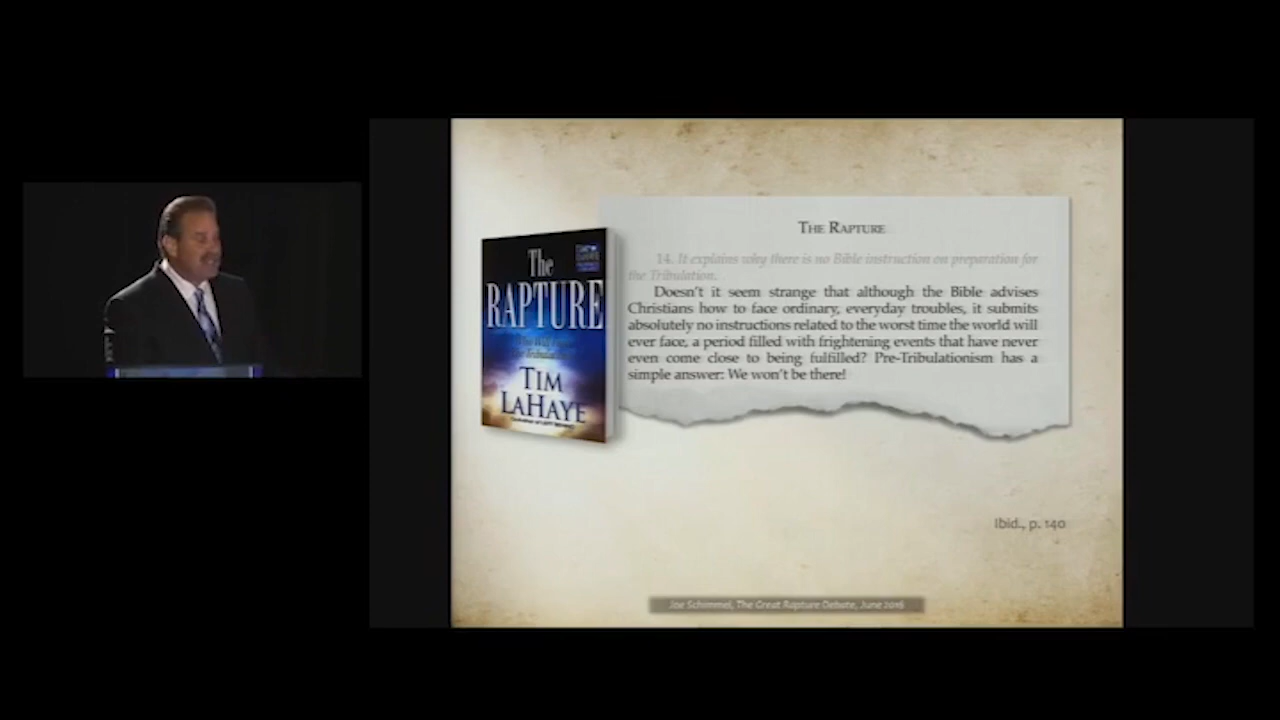 The
RAPTURE
TIM
LAHAYE
THE RAPTURE
14. It explains why there is no Bible instruction on preparation for
the Tribulation.
Doesn't it seem strange that although the Bible advises
Christians how to face ordinary, everyday troubles, it submits
absolutely no instructions related to the worst time the world will
ever face, a period filled with frightening events that have never
even come close to being fulfilled? Pre-Tribulationism has a
simple answer: We won't be there!
Ibid., p. 140
Joe Schimmel, The Great Rapture Debate, June 2016